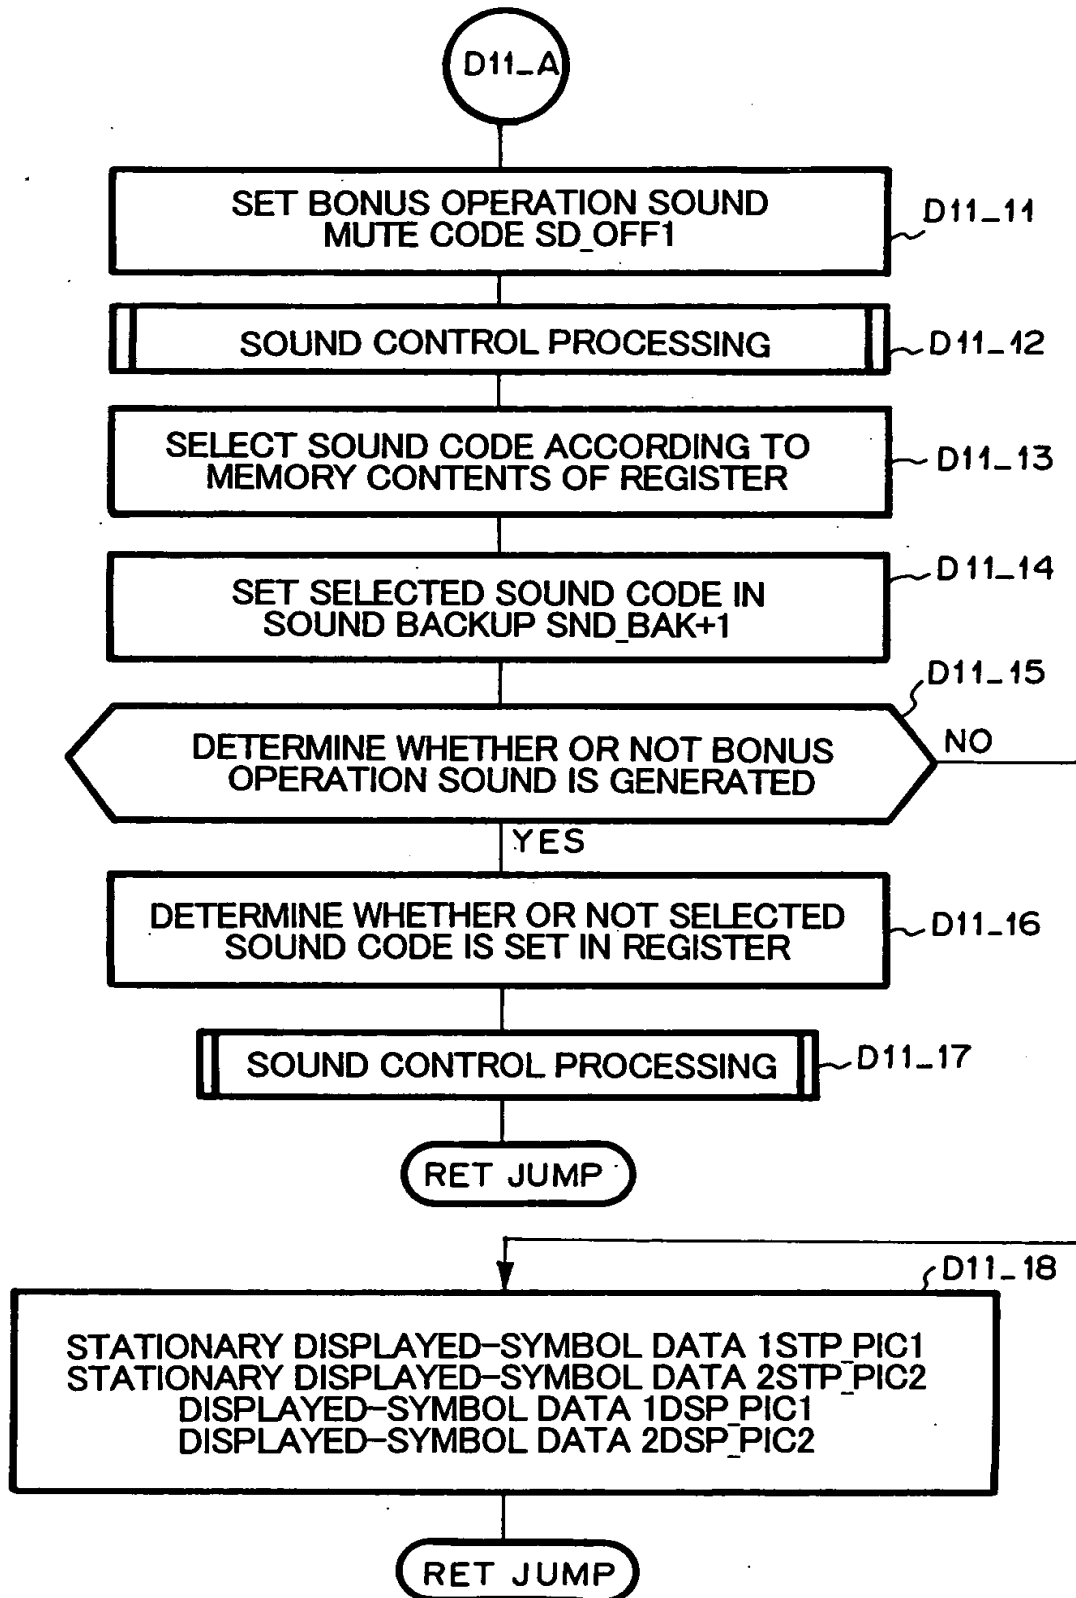 D11_A
SET BONUS OPERATION SOUND
MUTE CODE SD_OFF1
D11_11
SOUND CONTROL PROCESSING
D11_12
SELECT SOUND CODE ACCORDING TO
MEMORY CONTENTS OF REGISTER
D11_13
SET SELECTED SOUND CODE IN
SOUND BACKUP SND_BAK+1
D11_14
DETERMINE WHETHER OR NOT BONUS
OPERATION SOUND IS GENERATED
D11_15
NO
YES
DETERMINE WHETHER OR NOT SELECTED
SOUND CODE IS SET IN REGISTER
D11_16
SOUND CONTROL PROCESSING
D11_17
RET JUMP
D11_18
STATIONARY DISPLAYED-SYMBOL DATA 1STP_PIC1
STATIONARY DISPLAYED-SYMBOL DATA 2STP_PIC2
DISPLAYED-SYMBOL DATA 1DSP_PIC1
DISPLAYED-SYMBOL DATA 2DSP_PIC2
RET JUMP